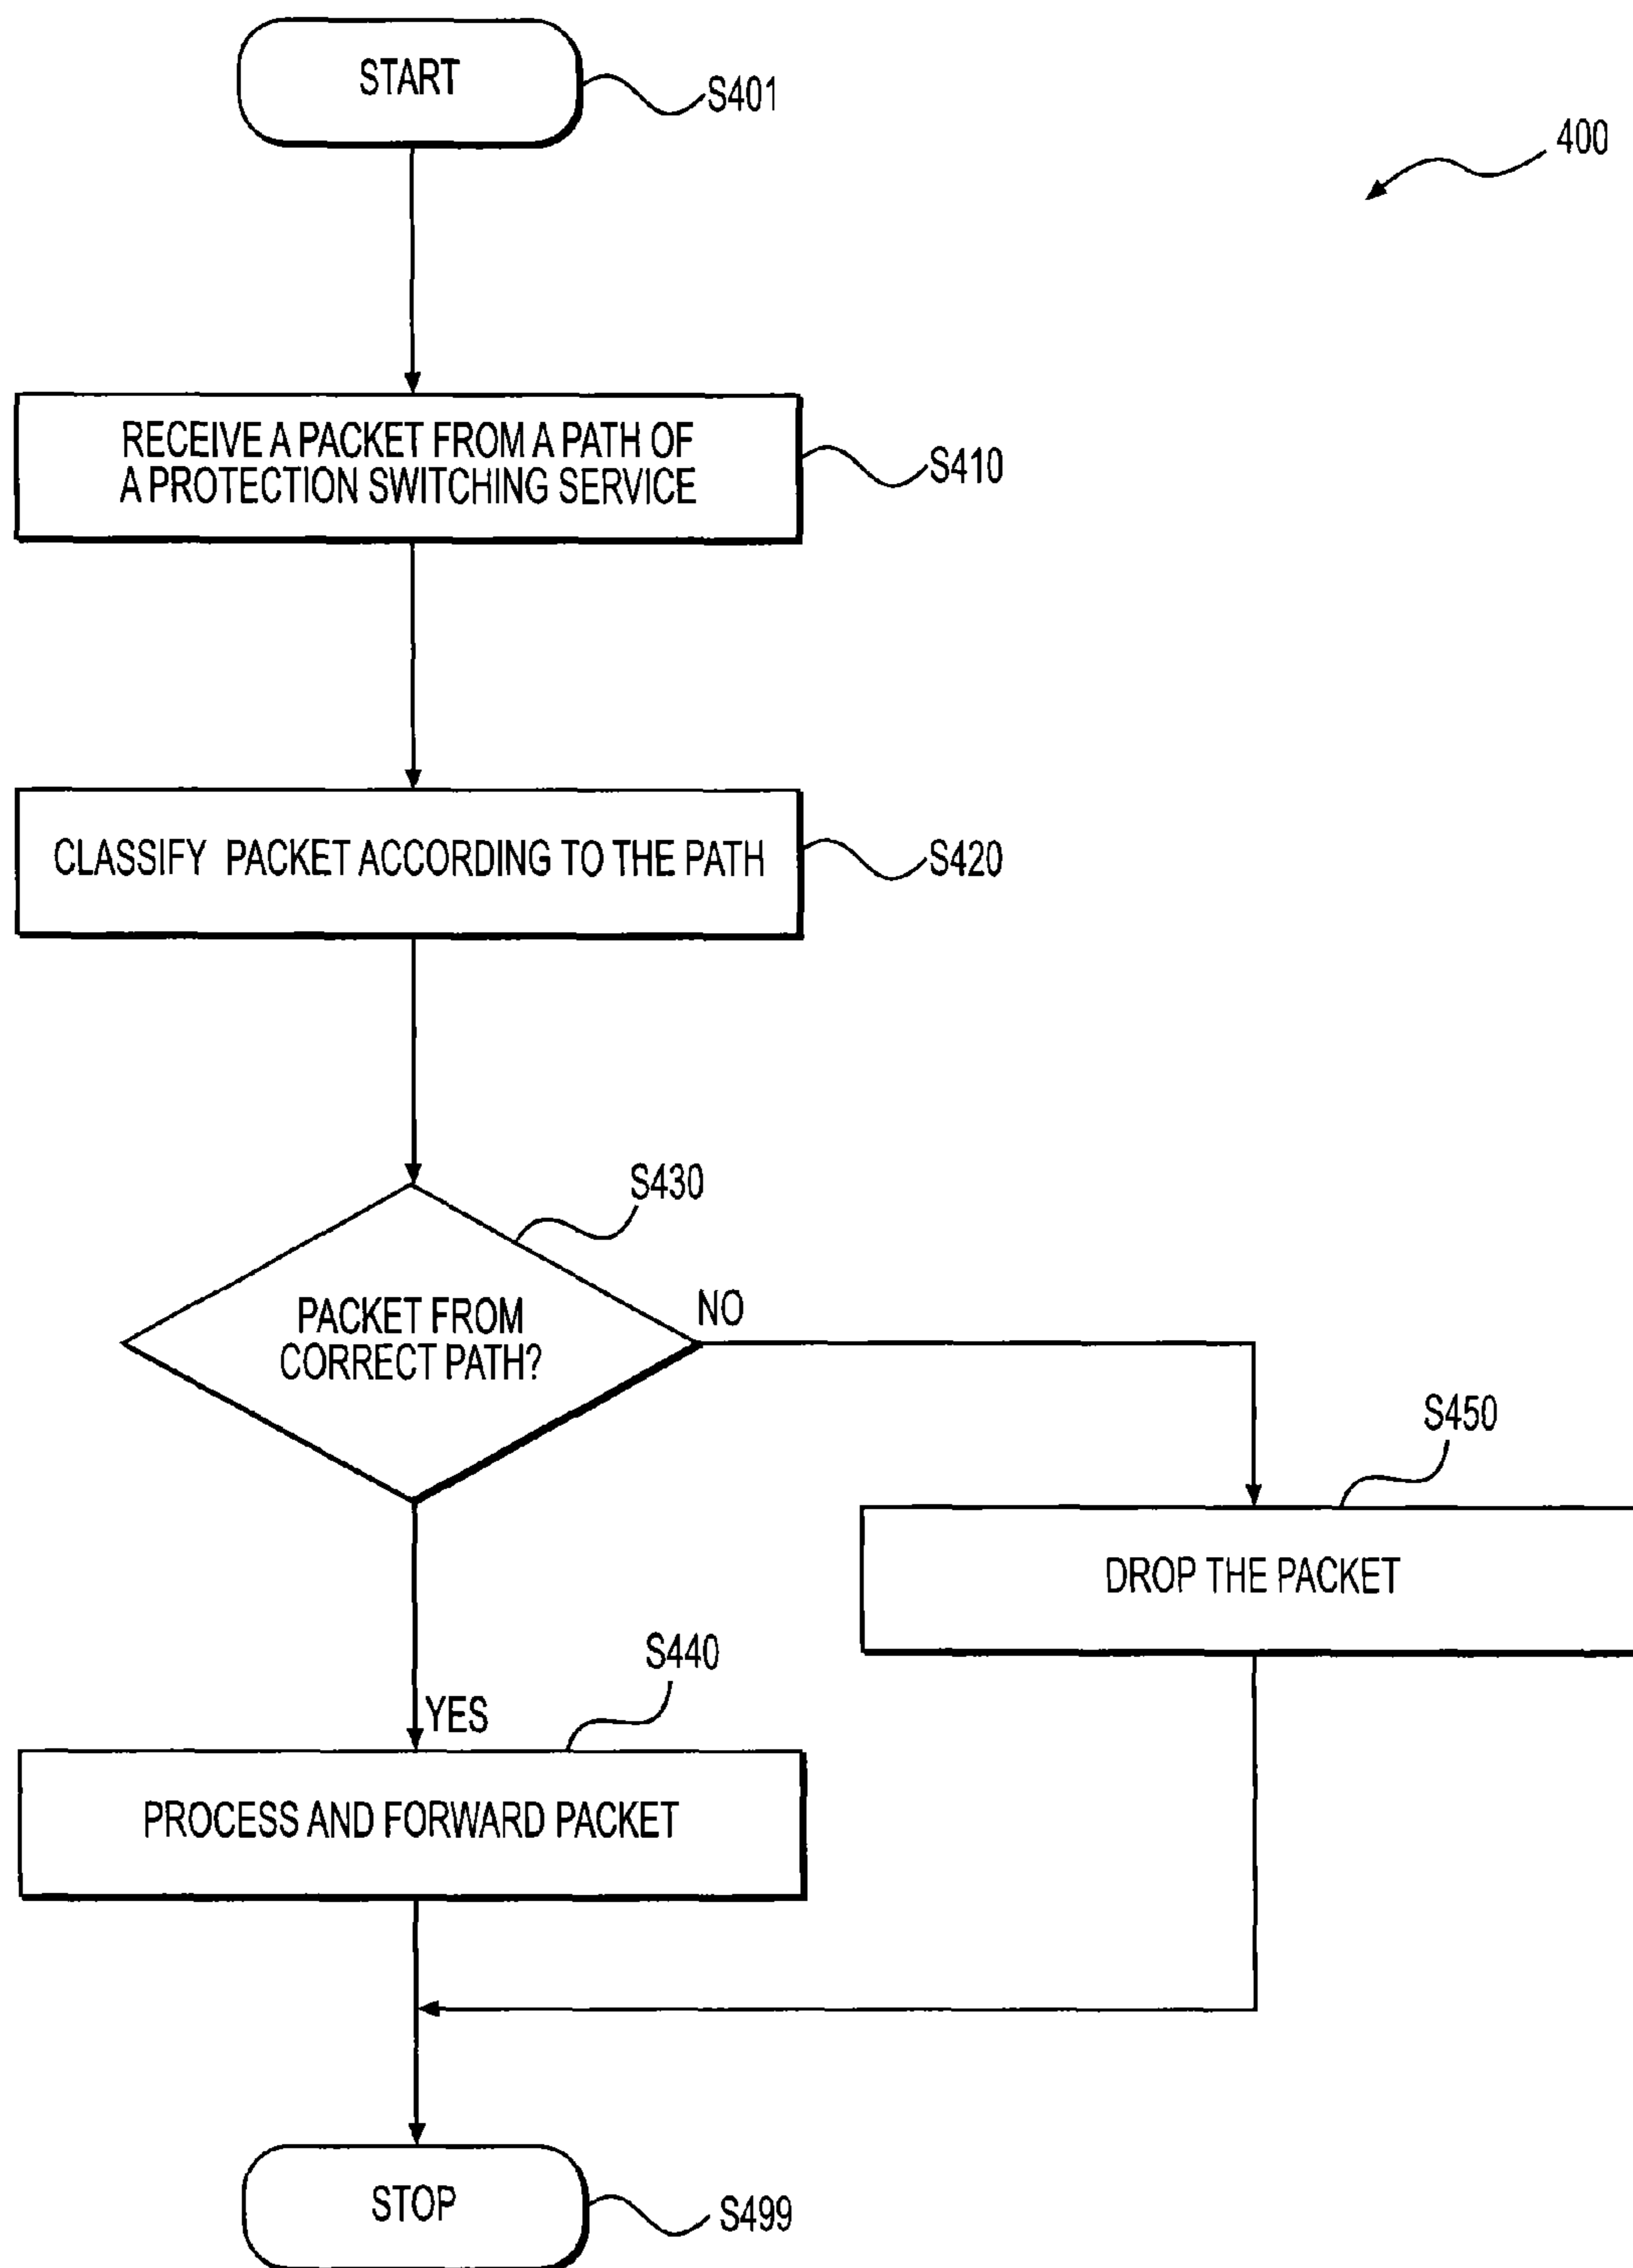 START
S401
400
RECEIVE A PACKET FROM A PATH OF
A PROTECTION SWITCHING SERVICE
S410
CLASSIFY PACKET ACCORDING TO THE PATH
S420
S430
PACKET FROM
CORRECT PATH?
NO
S450
DROP THE PACKET
S440
YES
PROCESS AND FORWARD PACKET
STOP
S499